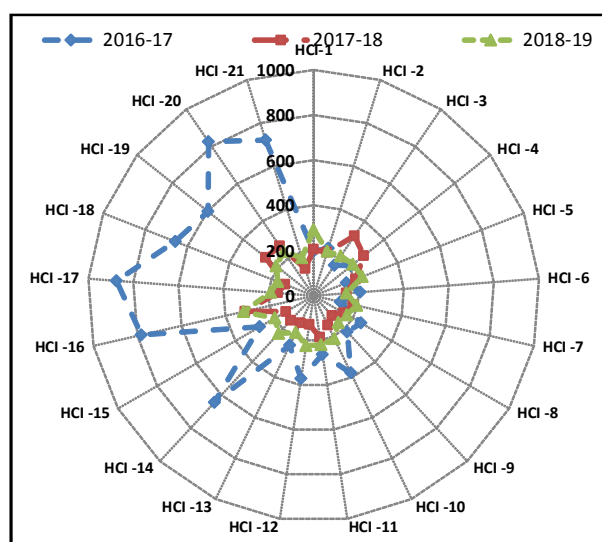 2016-17 2017-18 2018-19
HCI-1
HCI -2
HCI -3
HCI -4
HCI -5
HCI -6
HCI -7
HCI -8
HCI -9
HCI -10
HCI -11
HCI -12
HCI -13
HCI -14
HCI -15
HCI -16
HCI -17
HCI -18
HCI -19
HCI -20
HCI -21
1000
800
600
400
200
0